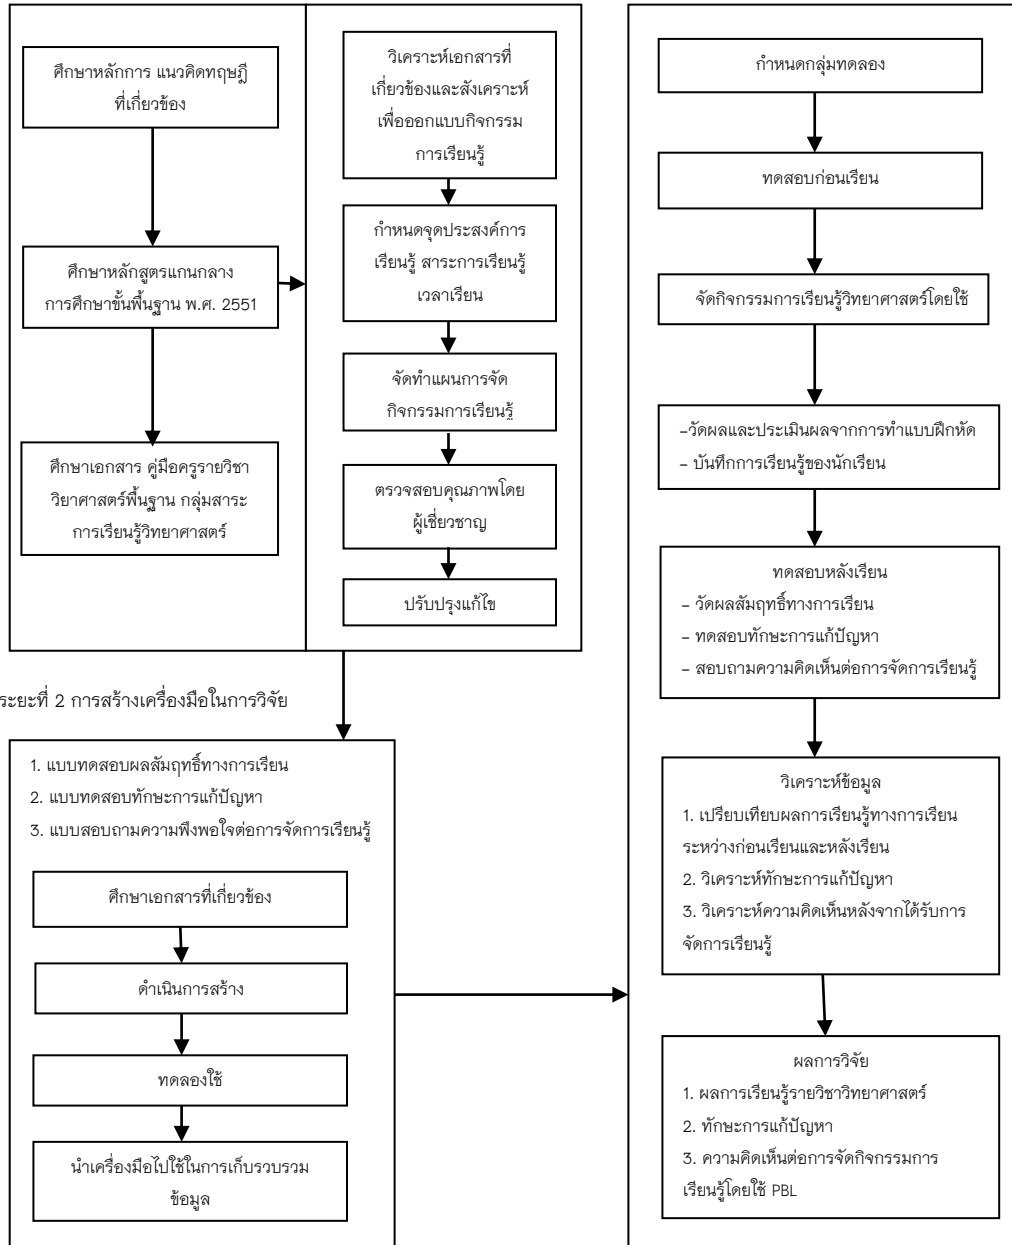 ศึกษาหลักการ แนวคิดทฤษฎี
ที่เกี่ยวข้อง
ศึกษาหลักสูตรแกนกลาง
การศึกษาขั้นพื้นฐาน พ.ศ. 2551
ศึกษาเอกสาร คู่มือครูรายวิชา
วิยาศาสตร์พื้นฐาน กลุ่มสาระ
การเรียนรู้วิทยาศาสตร์
วิเคราะห์เอกสารที่
เกี่ยวข้องและสังเคราะห์
เพื่อออกแบบกิจกรรม
การเรียนรู้
กำหนดจุดประสงค์การ
เรียนรู้ สาระการเรียนรู้
เวลาเรียน
จัดทำแผนการจัด
กิจกรรมการเรียนรู้
ตรวจสอบคุณภาพโดย
ผู้เชี่ยวชาญ
ปรับปรุงแก้ไข
ระยะที่ 2 การสร้างเครื่องมือในการวิจัย
1. แบบทดสอบผลสัมฤทธิ์ทางการเรียน
2. แบบทดสอบทักษะการแก้ปัญหา
3. แบบสอบถามความพึงพอใจต่อการจัดการเรียนรู้
ศึกษาเอกสารที่เกี่ยวข้อง
ดำเนินการสร้าง
ทดลองใช้
นำเครื่องมือไปใช้ในการเก็บรวบรวม
ข้อมูล
กำหนดกลุ่มทดลอง
ทดสอบก่อนเรียน
จัดกิจกรรมการเรียนรู้วิทยาศาสตร์โดยใช้
-วัดผลและประเมินผลจากการทำแบบฝึกหัด
- บันทึกการเรียนรู้ของนักเรียน
ทดสอบหลังเรียน
- วัดผลสัมฤทธิ์ทางการเรียน
- ทดสอบทักษะการแก้ปัญหา
- สอบถามความคิดเห็นต่อการจัดการเรียนรู้
วิเคราะห์ข้อมูล
1. เปรียบเทียบผลการเรียนรู้ทางการเรียน
ระหว่างก่อนเรียนและหลังเรียน
2. วิเคราะห์ทักษะการแก้ปัญหา
3. วิเคราะห์ความคิดเห็นหลังจากได้รับการ
จัดการเรียนรู้
ผลการวิจัย
1. ผลการเรียนรู้รายวิชาวิทยาศาสตร์
2. ทักษะการแก้ปัญหา
3. ความคิดเห็นต่อการจัดกิจกรรมการ
เรียนรู้โดยใช้ PBL